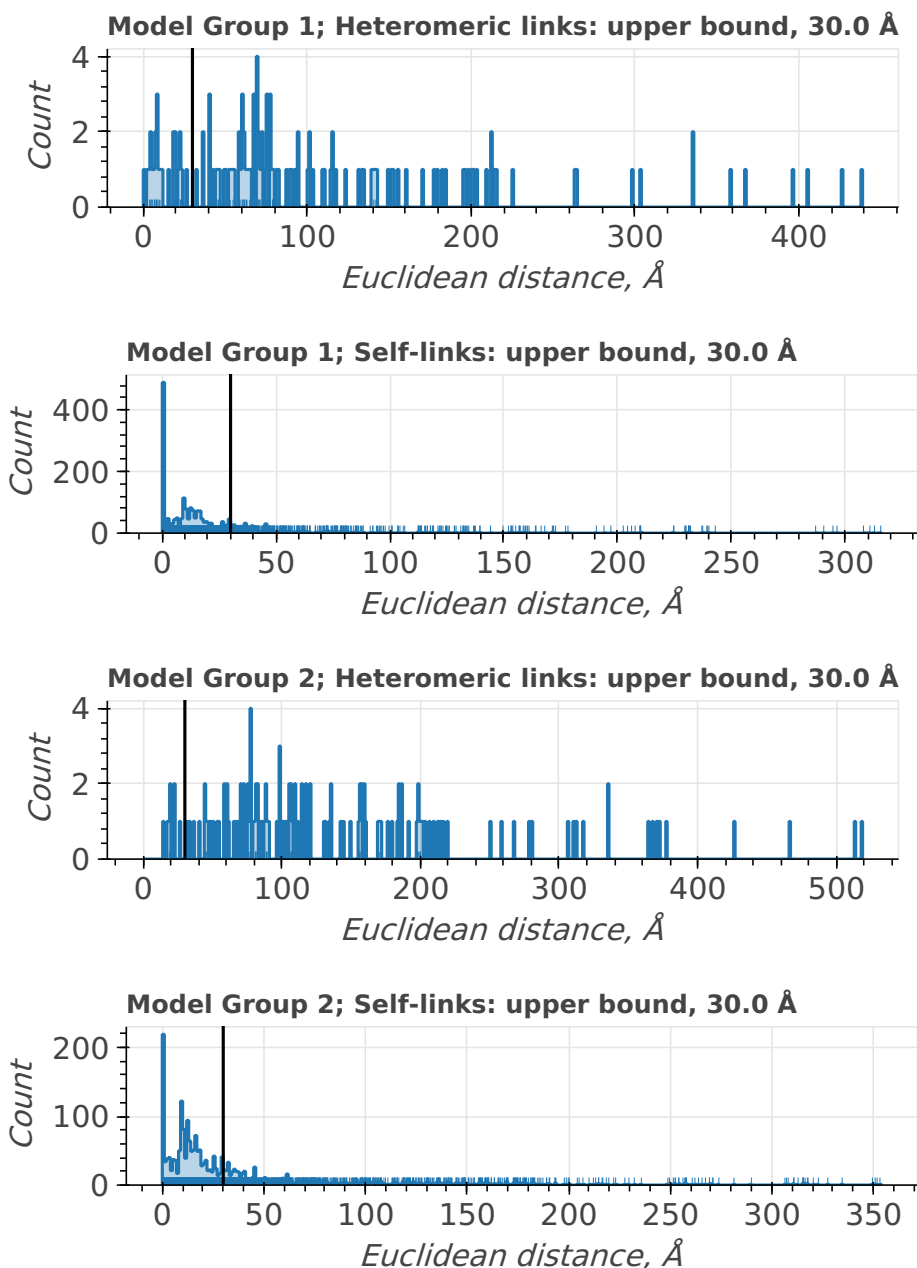 Model Group 1; Heteromeric links: upper bound, 30.0 Å
4
2
0
Count
0 100 200 300 400
Euclidean distance, Å
Model Group 1; Self-links: upper bound, 30.0 Å
400
200
0
Count
0 50 100 150 200 250 300
Euclidean distance, Å
Model Group 2; Heteromeric links: upper bound, 30.0 Å
4
2
0
Count
0 100 200 300 400 500
Euclidean distance, Å
Model Group 2; Self-links: upper bound, 30.0 Å
200
100
0
Count
0 50 100 150 200 250 300 350
Euclidean distance, Å